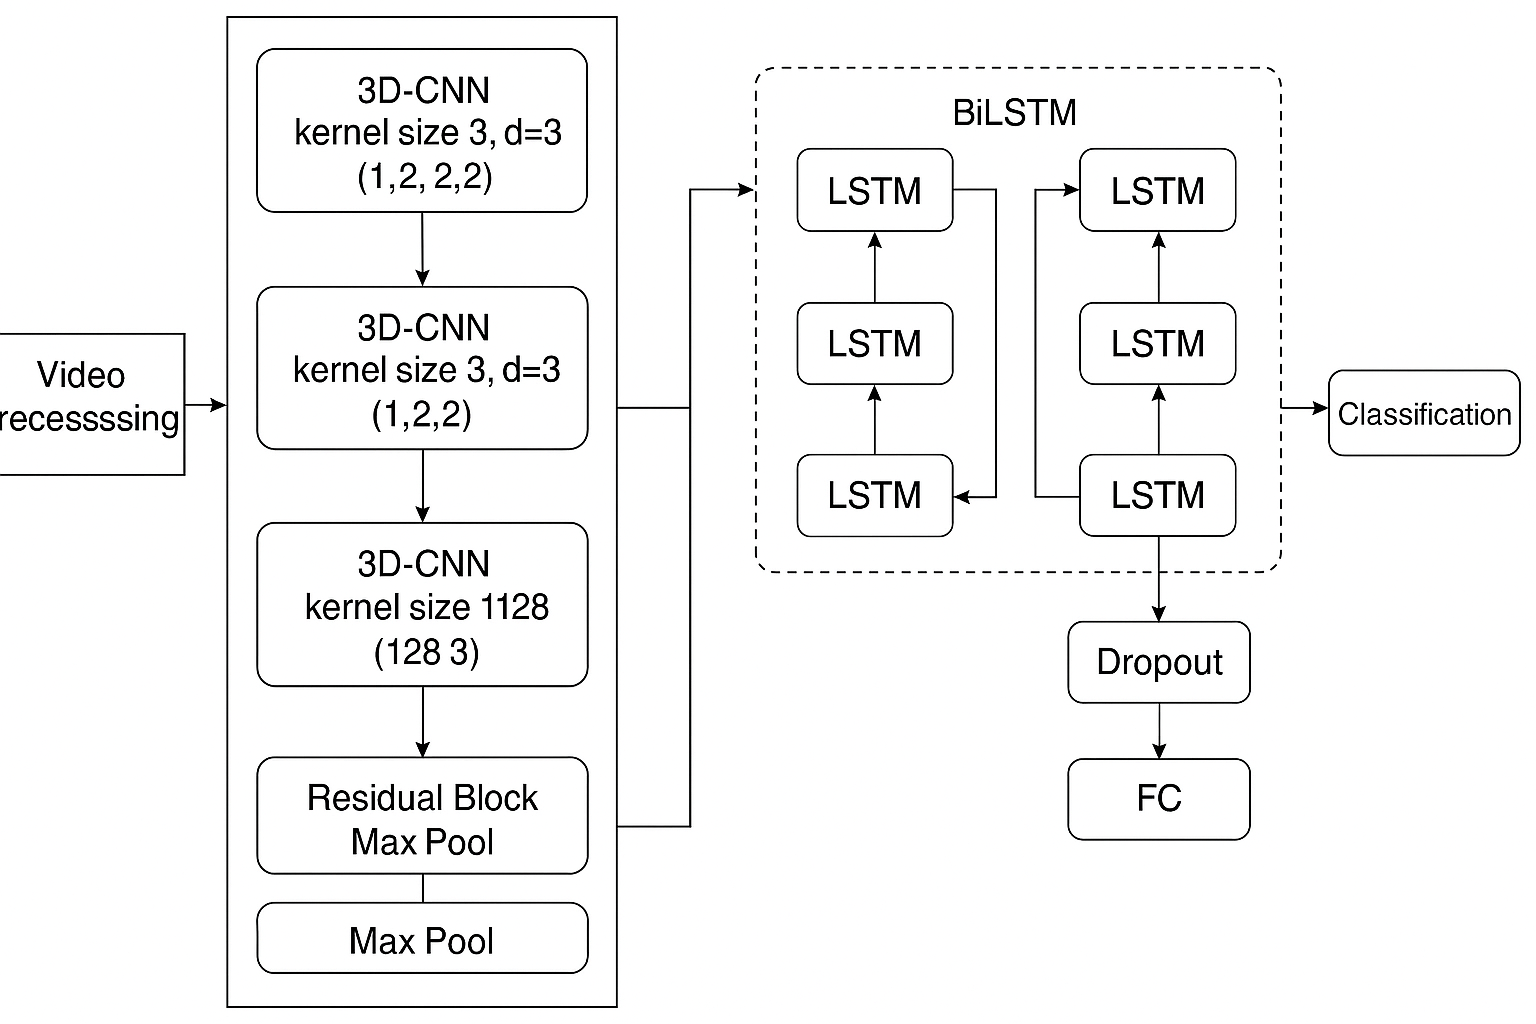 Video
recesssssing
3D-CNN
kernel size 3, d=3
(1,2, 2,2)
3D-CNN
kernel size 3, d=3
(1,2,2)
3D-CNN
kernel size 1128
(128 3)
Residual Block
Max Pool
Max Pool
BiLSTM
LSTM
LSTM
LSTM
LSTM
LSTM
LSTM
Dropout
FC
Classification